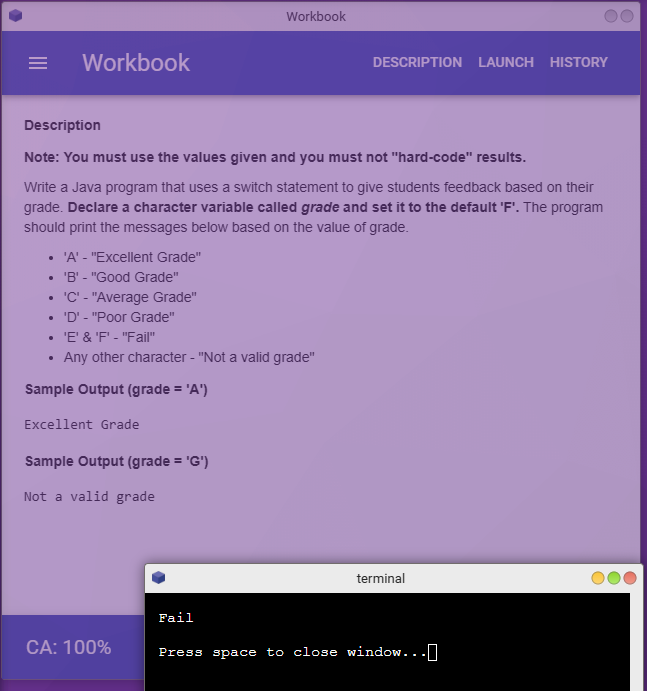 Workbook
Workbook
DESCRIPTION LAUNCH HISTORY
Description
Note: You must use the values given and you must not "hard-code" results.
Write a Java program that uses a switch statement to give students feedback based on their
grade. Declare a character variable called grade and set it to the default 'F'. The program
should print the messages below based on the value of grade.
• 'A' - "Excellent Grade"
• 'B' - "Good Grade"
• 'C' - "Average Grade"
• 'D' - "Poor Grade"
• 'E' & 'F' - "Fail"
• Any other character - "Not a valid grade"
Sample Output (grade = 'A')
Excellent Grade
Sample Output (grade = 'G')
Not a valid grade
CA: 100%
terminal
Fail
Press space to close window...